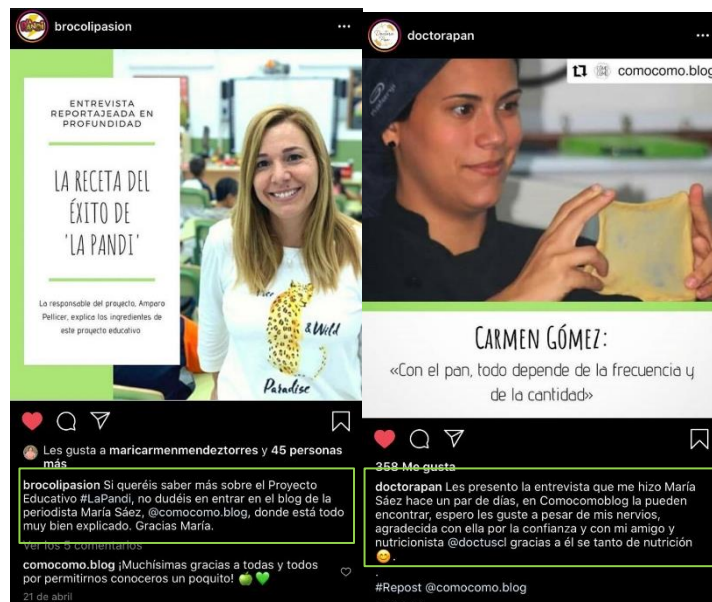 brocolipasion
ENTREVISTA
REPORTAJEADA EN
PROFUNDIDAD
LA RECETA DEL
ÉXITO DE
'LA PANDI'
La responsable del proyecto, Amparo
Pellicer, explica los ingredientes de
este proyecto educativo
& Wild
Paradise
Les gusta a maricarmenmendeztorres y 45 personas
más
brocolipasion Si queréis saber más sobre el Proyecto
Educativo #LaPandi, no dudéis en entrar en el blog de la
periodista María Sáez, @comocomo.blog, donde está todo
muy bien explicado. Gracias María.
Ver los 5 comentarios
comocomo.blog ¡Muchísimas gracias a todas y todos
por permitirnos conoceros un poquito! 🍏💚
21 de abril
doctorapan
comocomo.blog
CARMEN GÓMEZ:
«Con el pan, todo depende de la frecuencia y
de la cantidad»
358 Me gusta
doctorapan Les presento la entrevista que me hizo María
Sáez hace un par de días, en Comocomoblog la pueden
encontrar, espero les guste a pesar de mis nervios,
agradecida con ella por la confianza y con mi amigo y
nutricionista @doctuscl gracias a él se tanto de nutrición
😊.
.
#Repost @comocomo.blog